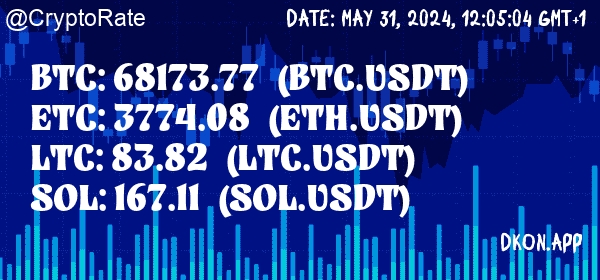 @CryptoRate
DATE: MAY 31, 2024, 12:05:04 GMT+1
BTC: 68173.77 (BTC.USDT)
ETC: 3774.08 (ETH.USDT)
LTC: 83.82 (LTC.USDT)
SOL: 167.11 (SOL.USDT)
DKON.APP